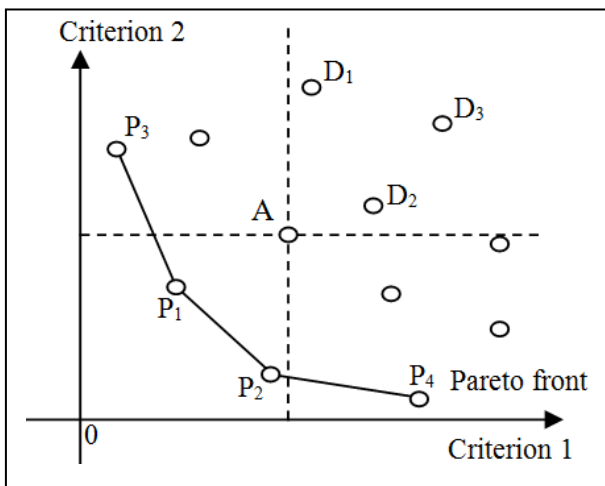 Criterion 2
D₁
D₃
P₃
D₂
A
P₁
P₂
P₄ Pareto front
0
Criterion 1